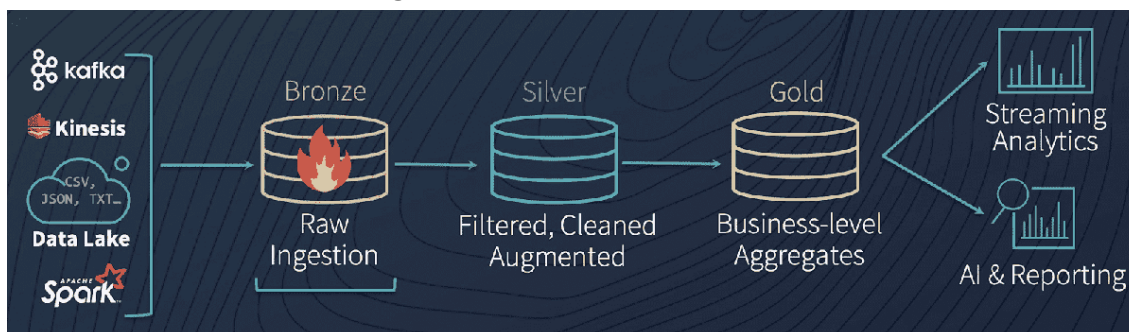 kafka
Kinesis
CSV,
JSON, TXT...
Data Lake
APACHE
Spark
Bronze
Raw
Ingestion
Silver
Filtered, Cleaned
Augmented
Gold
Business-level
Aggregates
Streaming
Analytics
AI & Reporting